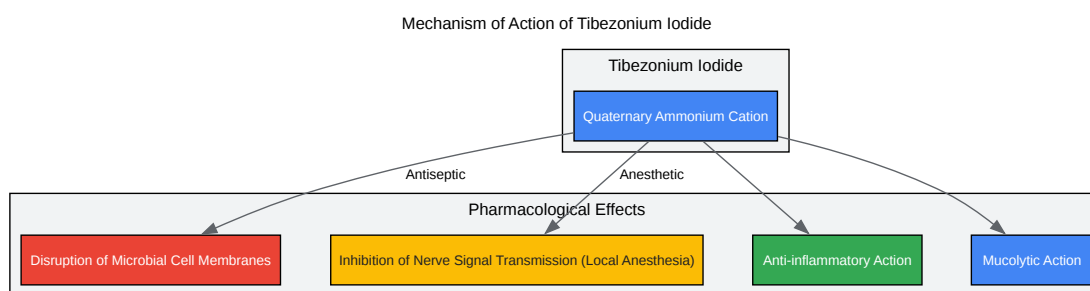 Mechanism of Action of Tibezonium Iodide
Tibezonium Iodide
Quaternary Ammonium Cation
Antiseptic
Anesthetic
Pharmacological Effects
Disruption of Microbial Cell Membranes
Inhibition of Nerve Signal Transmission (Local Anesthesia)
Anti-inflammatory Action
Mucolytic Action